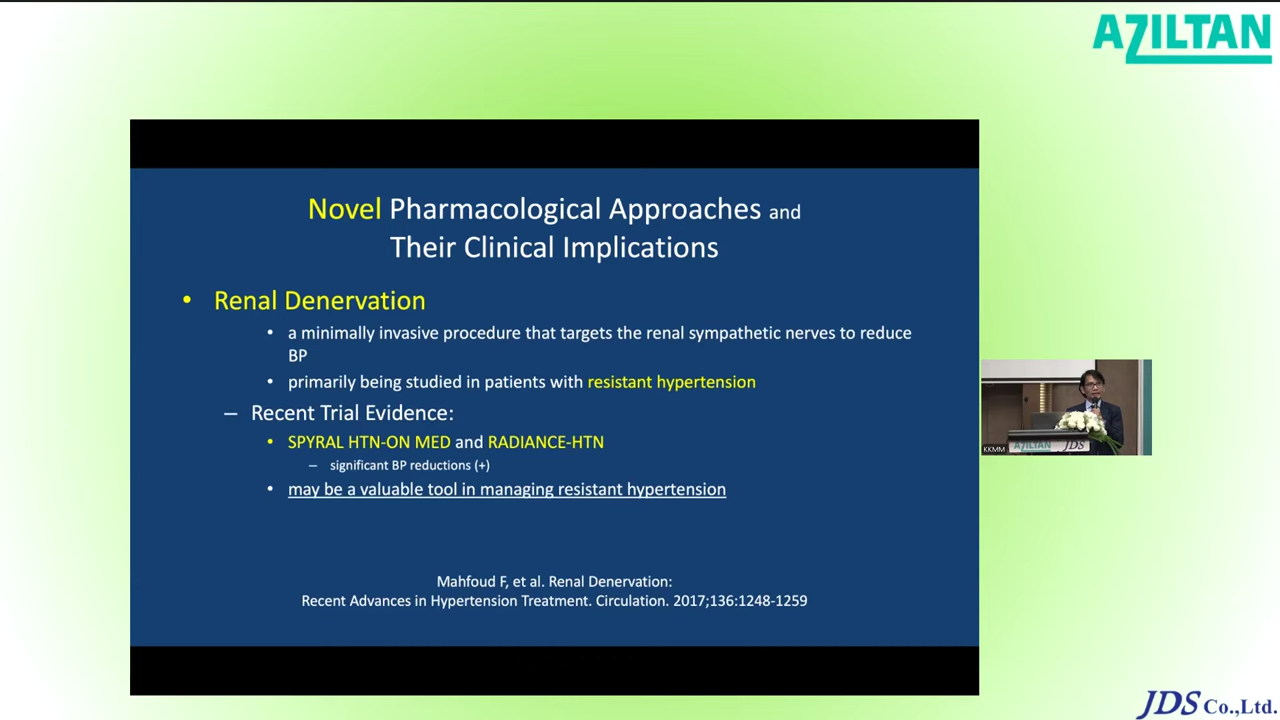 AZILTAN
Novel Pharmacological Approaches and
Their Clinical Implications
• Renal Denervation
• a minimally invasive procedure that targets the renal sympathetic nerves to reduce
BP
• primarily being studied in patients with resistant hypertension
– Recent Trial Evidence:
• SPYRAL HTN-ON MED and RADIANCE-HTN
– significant BP reductions (+)
• may be a valuable tool in managing resistant hypertension
KKMM
AZILTAN
JDS
Mahfoud F, et al. Renal Denervation:
Recent Advances in Hypertension Treatment. Circulation. 2017;136:1248-1259
JDS Co.,Ltd.